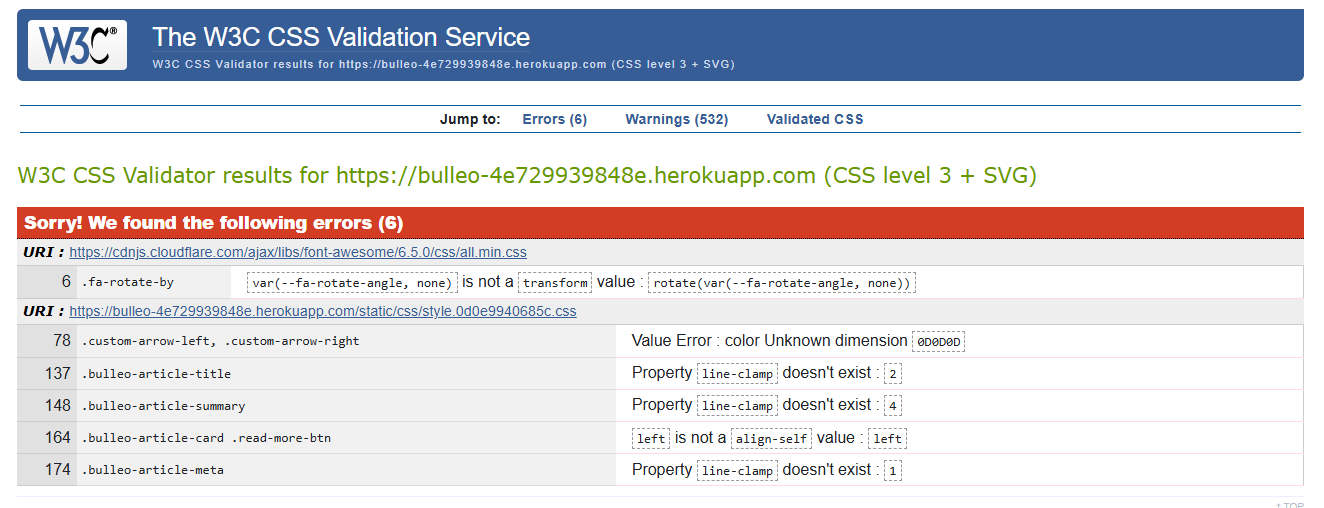 W3C®
The W3C CSS Validation Service
W3C CSS Validator results for https://bulleo-4e729939848e.herokuapp.com (CSS level 3 + SVG)
Jump to: Errors (6) Warnings (532) Validated CSS
W3C CSS Validator results for https://bulleo-4e729939848e.herokuapp.com (CSS level 3 + SVG)
Sorry! We found the following errors (6)
URI : https://cdnjs.cloudflare.com/ajax/libs/font-awesome/6.5.0/css/all.min.css
6 .fa-rotate-by var(--fa-rotate-angle, none) is not a transform value : rotate(var(--fa-rotate-angle, none))
URI : https://bulleo-4e729939848e.herokuapp.com/static/css/style.0d0e9940685c.css
78 .custom-arrow-left, .custom-arrow-right Value Error : color Unknown dimension 0D0D0D
137 .bulleo-article-title Property line-clamp doesn't exist : 2
148 .bulleo-article-summary Property line-clamp doesn't exist : 4
164 .bulleo-article-card .read-more-btn left is not a align-self value : left
174 .bulleo-article-meta Property line-clamp doesn't exist : 1
↑ TOP